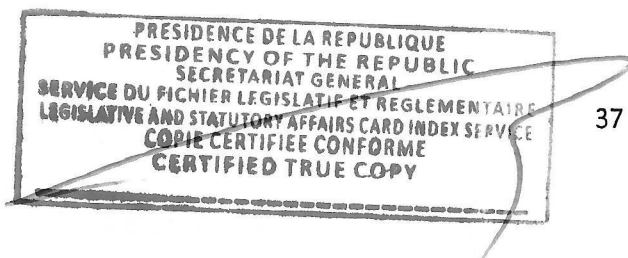 PRESIDENCE DE LA REPUBLIQUE
PRESIDENCY OF THE REPUBLIC
SECRETARIAT GENERAL
SERVICE DU FICHIER LEGISLATIF ET REGLEMENTAIRE
LEGISLATIVE AND STATUTORY AFFAIRS CARD INDEX SERVICE
COPIE CERTIFIEE CONFORME
CERTIFIED TRUE COPY
37